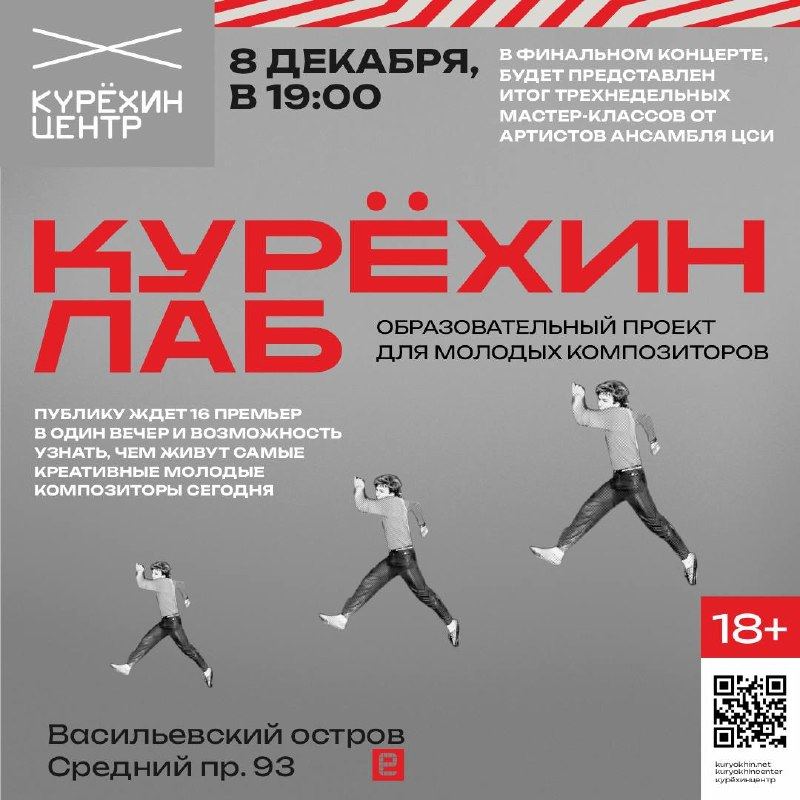 КУРЁХИН
ЦЕНТР
8 ДЕКАБРЯ,
В 19:00
В ФИНАЛЬНОМ КОНЦЕРТЕ,
БУДЕТ ПРЕДСТАВЛЕН
ИТОГ ТРЕХНЕДЕЛЬНЫХ
МАСТЕР-КЛАССОВ ОТ
АРТИСТОВ АНСАМБЛЯ ЦСИ
КУРЁХИН
ЛАБ
ОБРАЗОВАТЕЛЬНЫЙ ПРОЕКТ
ДЛЯ МОЛОДЫХ КОМПОЗИТОРОВ
ПУБЛИКУ ЖДЕТ 16 ПРЕМЬЕР
В ОДИН ВЕЧЕР И ВОЗМОЖНОСТЬ
УЗНАТЬ, ЧЕМ ЖИВУТ САМЫЕ
КРЕАТИВНЫЕ МОЛОДЫЕ
КОМПОЗИТОРЫ СЕГОДНЯ
18+
Васильевский остров
Средний пр. 93
kuryokhin.net
kuryokhincenter
курёхинцентр